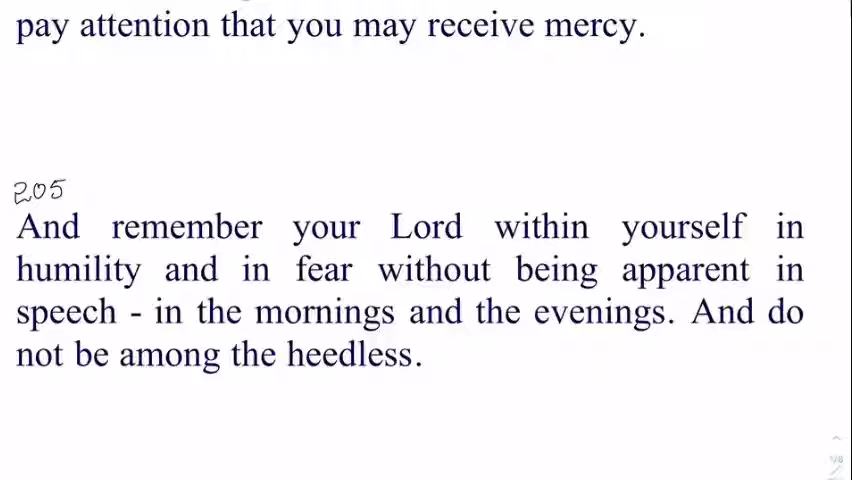 pay attention that you may receive mercy.
205
And remember your Lord within yourself in
humility and in fear without being apparent in
speech - in the mornings and the evenings. And do
not be among the heedless.